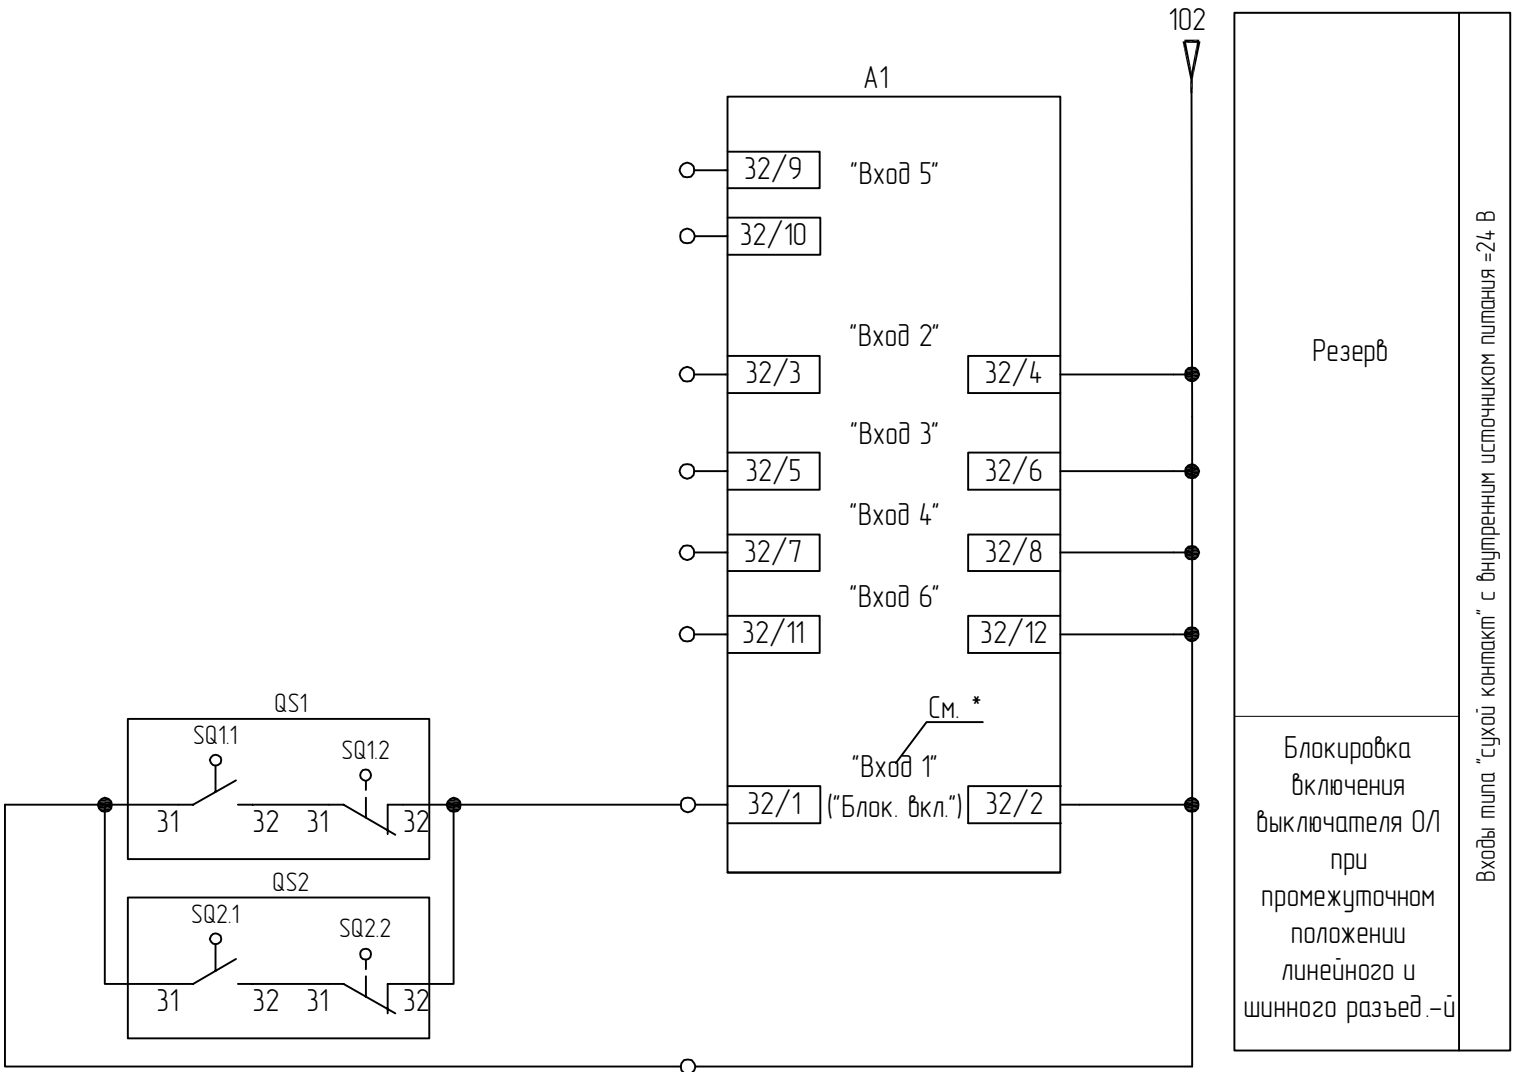 102
A1
32/9 "Вход 5"
32/10
"Вход 2"
32/3 32/4
"Вход 3"
32/5 32/6
"Вход 4"
32/7 32/8
"Вход 6"
32/11 32/12
См. *
"Вход 1"
32/1 ("Блок. вкл.") 32/2
QS1
SQ1.1 SQ1.2
31 32 31 32
QS2
SQ2.1 SQ2.2
31 32 31 32
Резерв
Блокировка
включения
выключателя ОЛ
при
промежуточном
положении
линейного и
шинного разъед.-й
Входы типа "сухой контакт" с внутренним источником питания =24 В